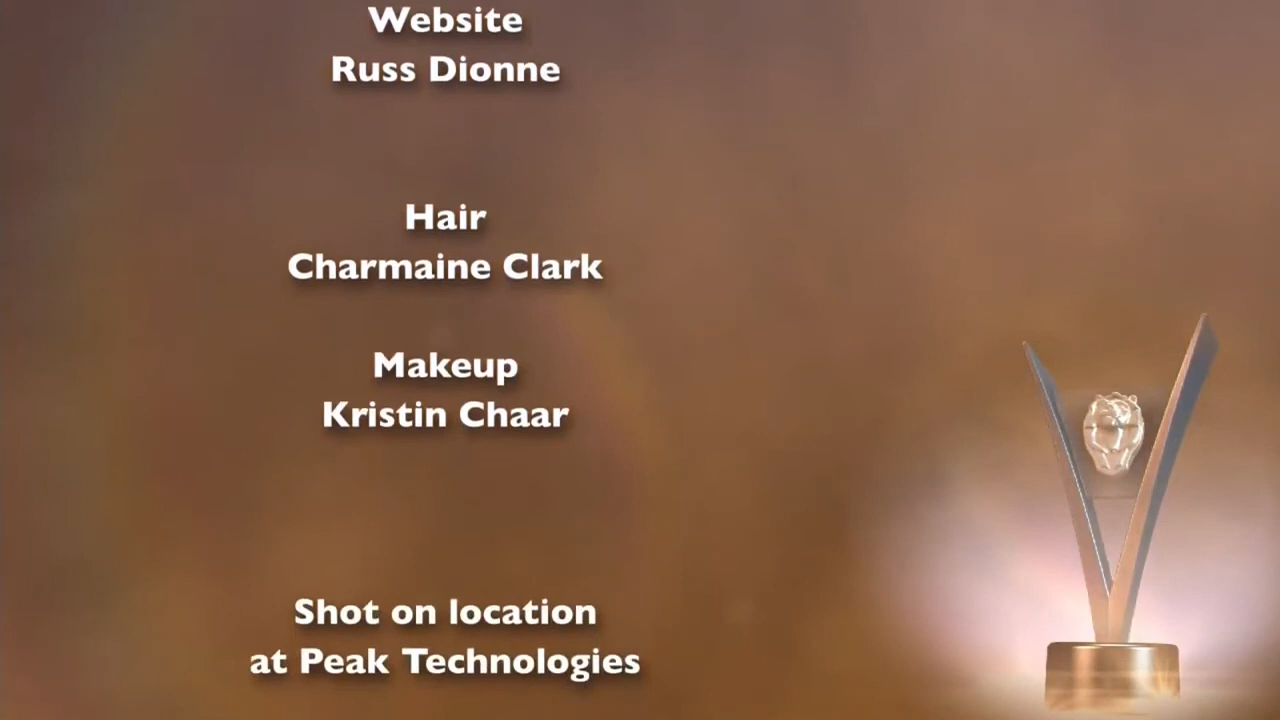 Website
Russ Dionne
Hair
Charmaine Clark
Makeup
Kristin Chaar
Shot on location
at Peak Technologies